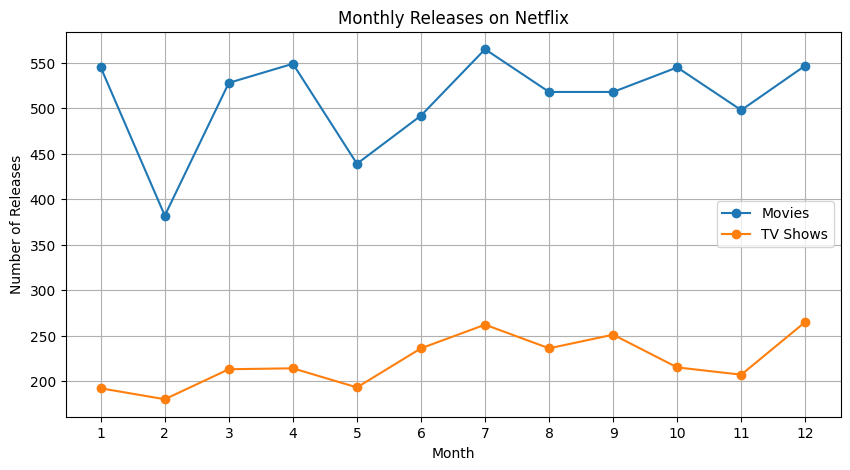 Monthly Releases on Netflix
Number of Releases
550
500
450
400
350
300
250
200
Movies
TV Shows
1 2 3 4 5 6 7 8 9 10 11 12
Month